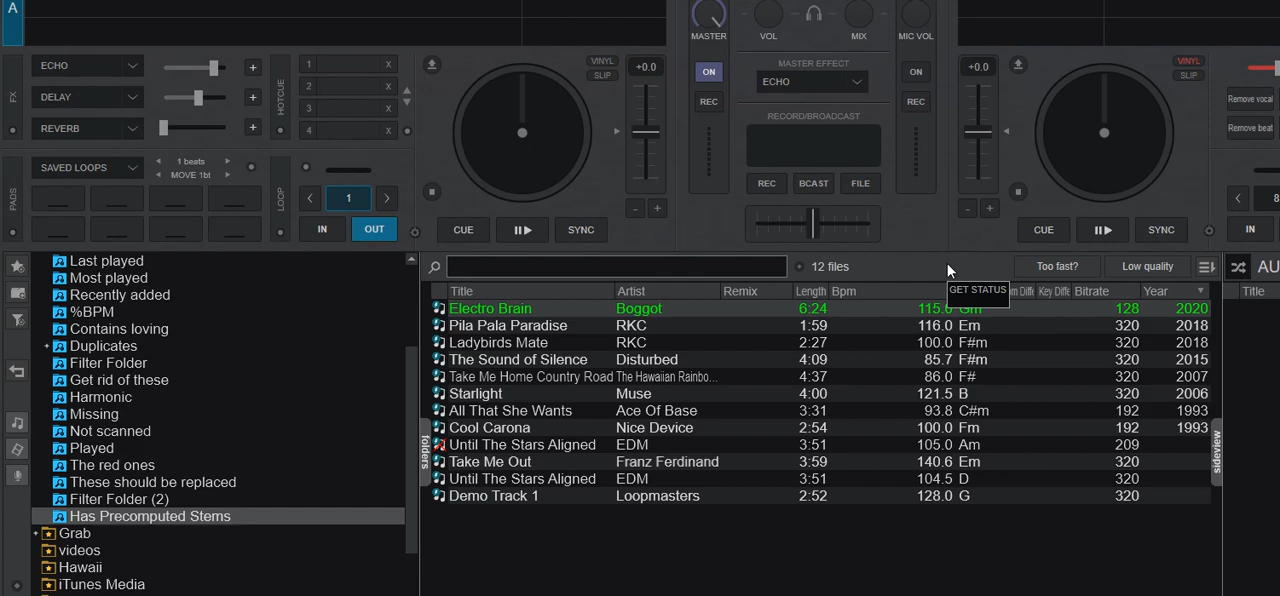 A
MASTER
VOL
MIX
MIC VOL
FX
ECHO
+
DELAY
+
REVERB
+
HOTCUE
1 x
2 x
3 x
4 x
VINYL
SLIP
+0.0
ON
REC
MASTER EFFECT
ECHO
ON
REC
RECORD/BROADCAST
REC BCAST FILE
+0.0
VINYL
SLIP
Remove vocal
Remove beat
PADS
SAVED LOOPS
1 beats
MOVE 1bt
LOOP
< 1 >
IN OUT
CUE SYNC
- +
- +
CUE SYNC
< 8
IN
Last played
Most played
Recently added
%BPM
Contains loving
Duplicates
Filter Folder
Get rid of these
Harmonic
Missing
Not scanned
Played
The red ones
These should be replaced
Filter Folder (2)
Has Precomputed Stems
Grab
videos
Hawaii
iTunes Media
folders
12 files
Too fast? Low quality
AU
GET STATUS
Title Artist Remix Length Bpm Key Diffe Bitrate Year
Title
Electro Brain Boggot 6:24 115.0 Gm 128 2020
Pila Pala Paradise RKC 1:59 116.0 Em 320 2018
Ladybirds Mate RKC 2:27 100.0 F#m 320 2018
The Sound of Silence Disturbed 4:09 85.7 F#m 320 2015
Take Me Home Country Road The Hawaiian Rainbo... 4:37 86.0 F# 320 2007
Starlight Muse 4:00 121.5 B 320 2006
All That She Wants Ace Of Base 3:31 93.8 C#m 192 1993
Cool Carona Nice Device 2:54 100.0 Fm 192 1993
Until The Stars Aligned EDM 3:51 105.0 Am 209
Take Me Out Franz Ferdinand 3:59 140.6 Em 320
Until The Stars Aligned EDM 3:51 104.5 D 320
Demo Track 1 Loopmasters 2:52 128.0 G 320
sideview